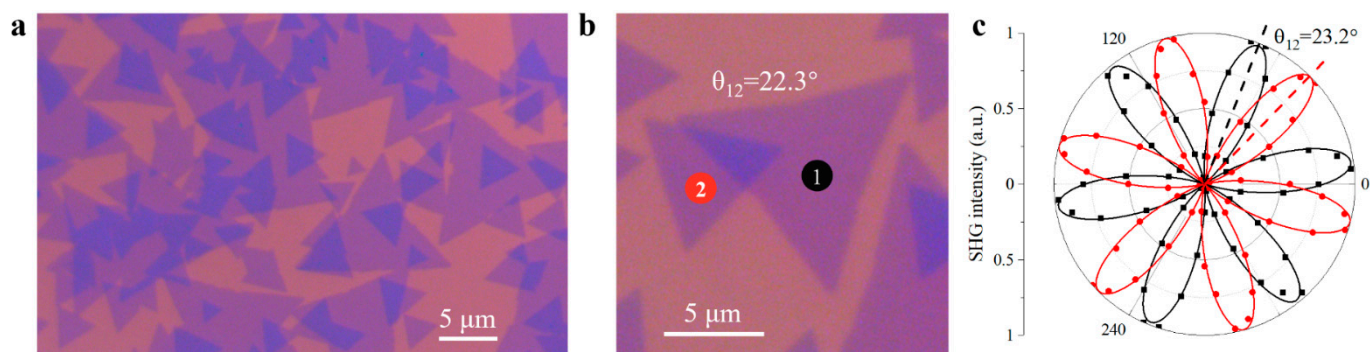 a
5 μm
b
θ12=22.3°
2
1
5 μm
c
SHG intensity (a.u.)
1
0.5
0
0.5
1
120
θ12=23.2°
0
240